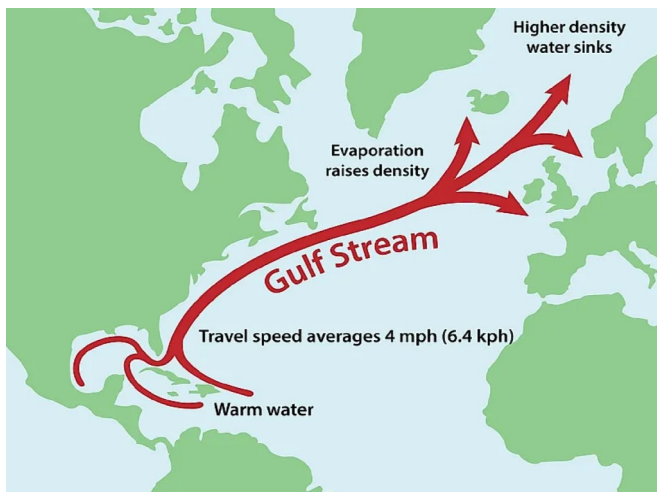 Higher density
water sinks
Evaporation
raises density
Gulf Stream
Travel speed averages 4 mph (6.4 kph)
Warm water